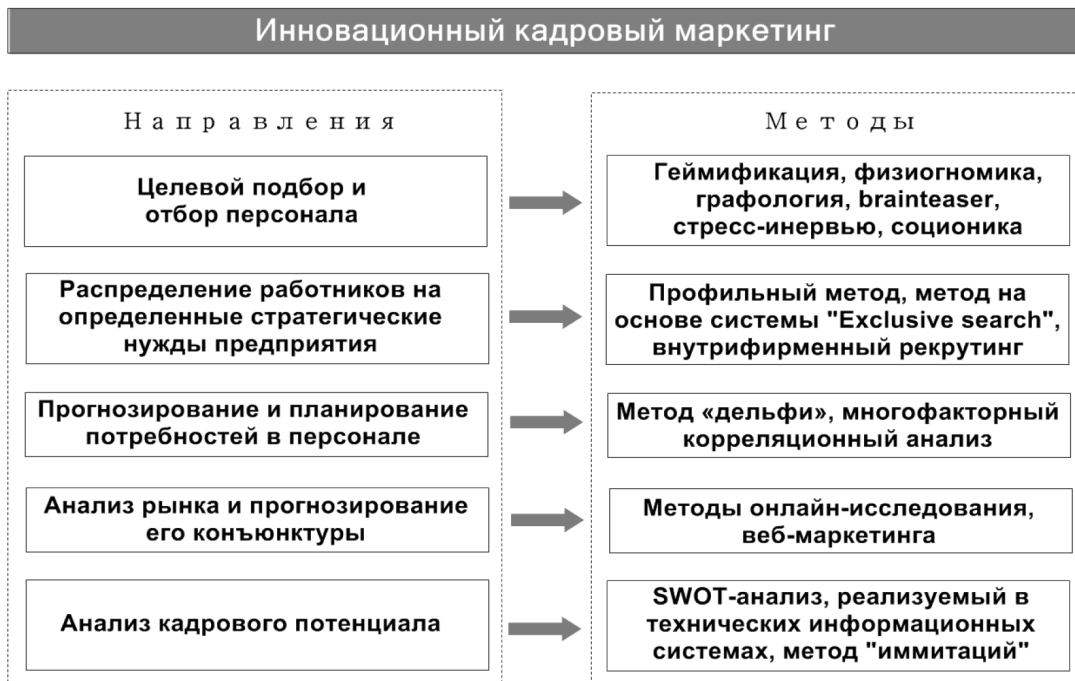 Инновационный кадровый маркетинг
Направления
Методы
Целевой подбор и
отбор персонала
Геймификация, физиогномика,
графология, brainteaser,
стресс-инервью, соционика
Распределение работников на
определенные стратегические
нужды предприятия
Профильный метод, метод на
основе системы "Exclusive search",
внутрифирменный рекрутинг
Прогнозирование и планирование
потребностей в персонале
Метод «дельфи», многофакторный
корреляционный анализ
Анализ рынка и прогнозирование
его конъюнктуры
Методы онлайн-исследования,
веб-маркетинга
Анализ кадрового потенциала
SWOT-анализ, реализуемый в
технических информационных
системах, метод "иммитаций"